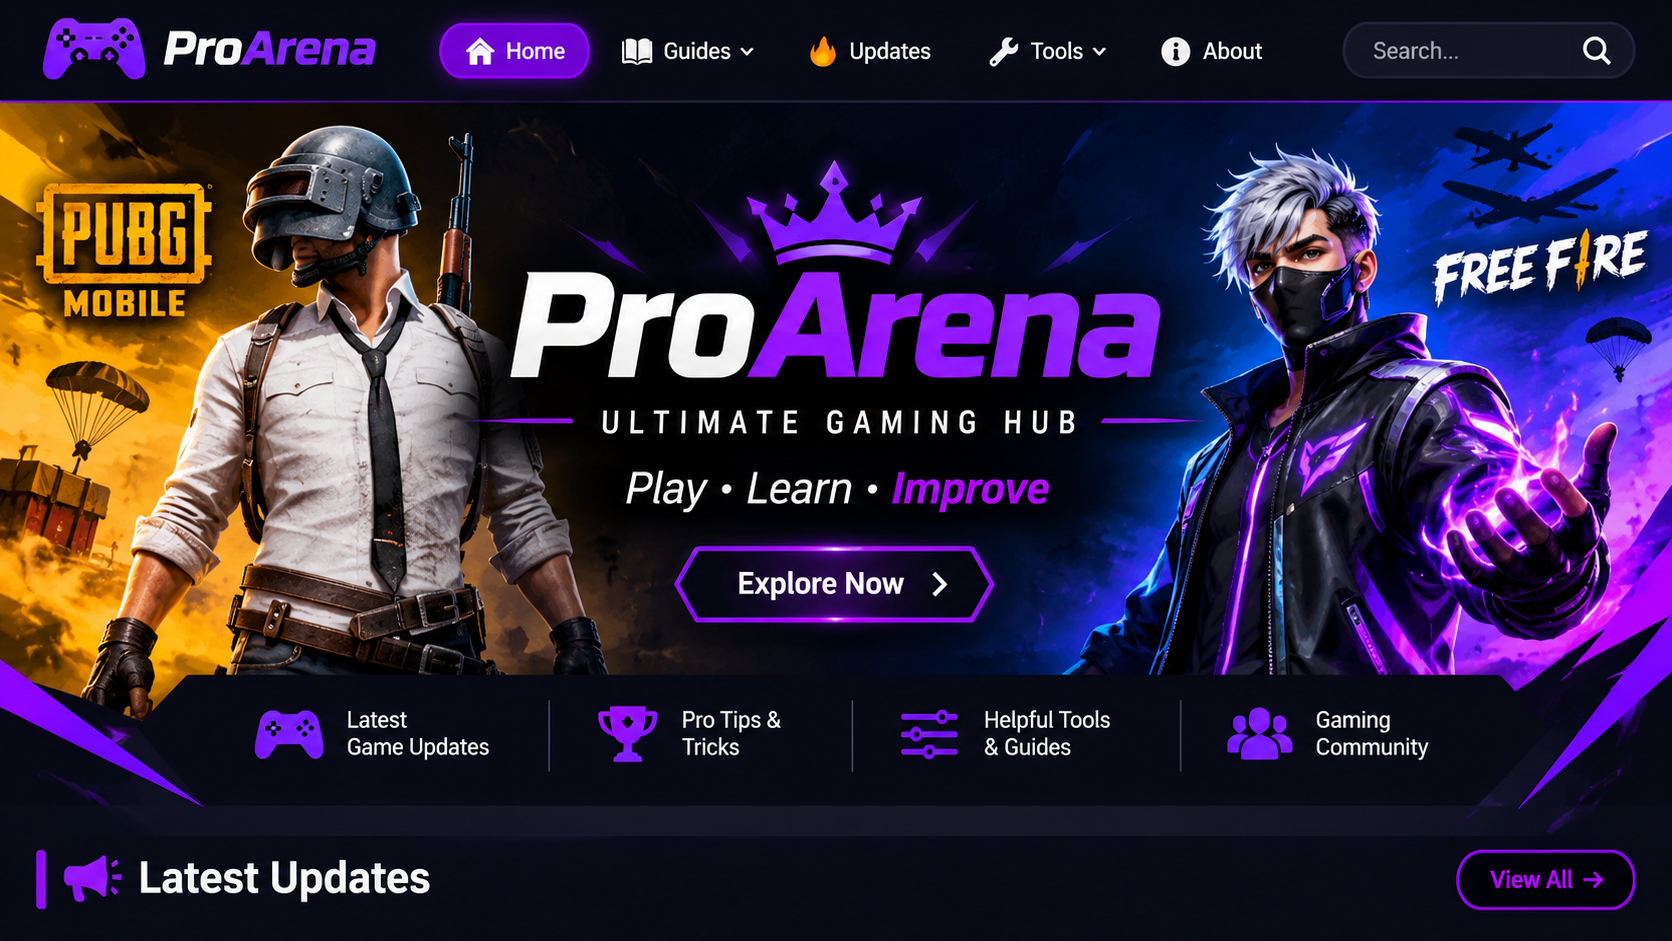 ProArena
Home
Guides
Updates
Tools
About
Search...
PUBG
MOBILE
FREE FIRE
ProArena
ULTIMATE GAMING HUB
Play • Learn • Improve
Explore Now
Latest
Game Updates
Pro Tips &
Tricks
Helpful Tools
& Guides
Gaming
Community
Latest Updates
View All →